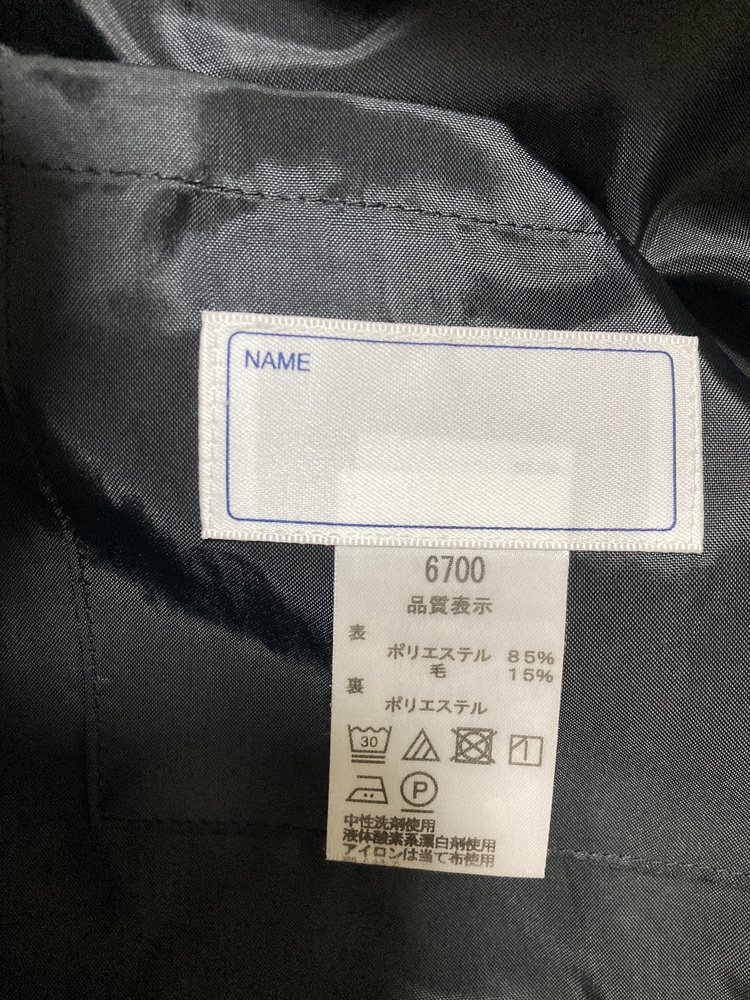 NAME
6700
品質表示
表
ポリエステル 85%
毛 15%
裏
ポリエステル
30
P
中性洗剤使用
液体酸素系漂白剤使用
アイロンは当て布使用